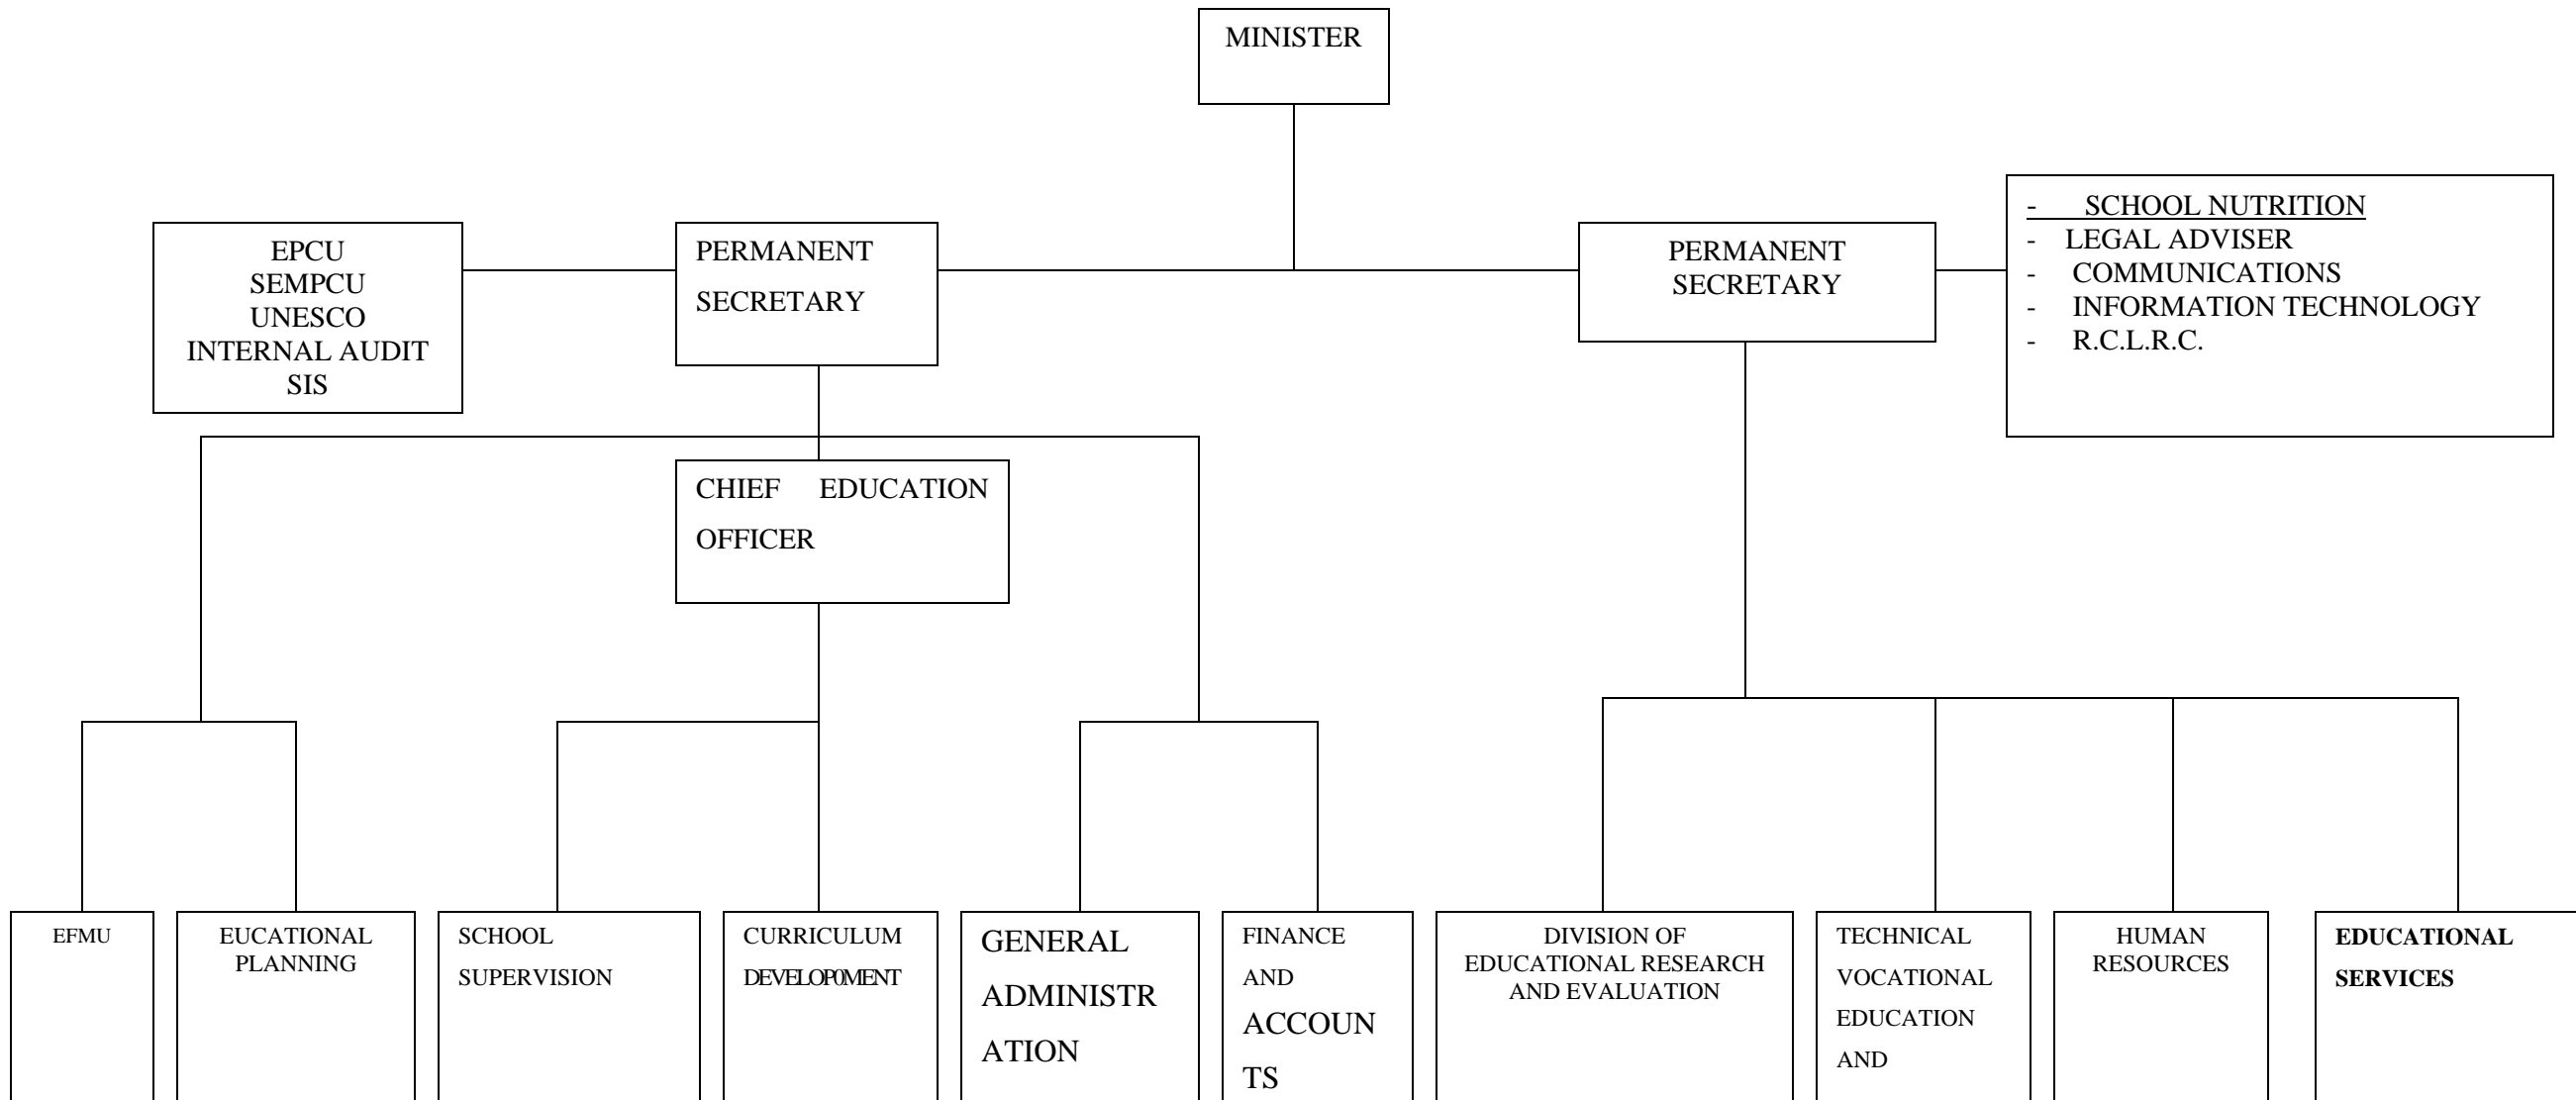 MINISTER
EPCU
SEMPCU
UNESCO
INTERNAL AUDIT
SIS
PERMANENT
SECRETARY
PERMANENT
SECRETARY
- SCHOOL NUTRITION
- LEGAL ADVISER
- COMMUNICATIONS
- INFORMATION TECHNOLOGY
- R.C.L.R.C.
CHIEF EDUCATION
OFFICER
EFMU
EUCATIONAL
PLANNING
SCHOOL
SUPERVISION
CURRICULUM
DEVELOP0MENT
GENERAL
ADMINISTR
ATION
FINANCE
AND
ACCOUN
TS
DIVISION OF
EDUCATIONAL RESEARCH
AND EVALUATION
TECHNICAL
VOCATIONAL
EDUCATION
AND
HUMAN
RESOURCES
EDUCATIONAL
SERVICES